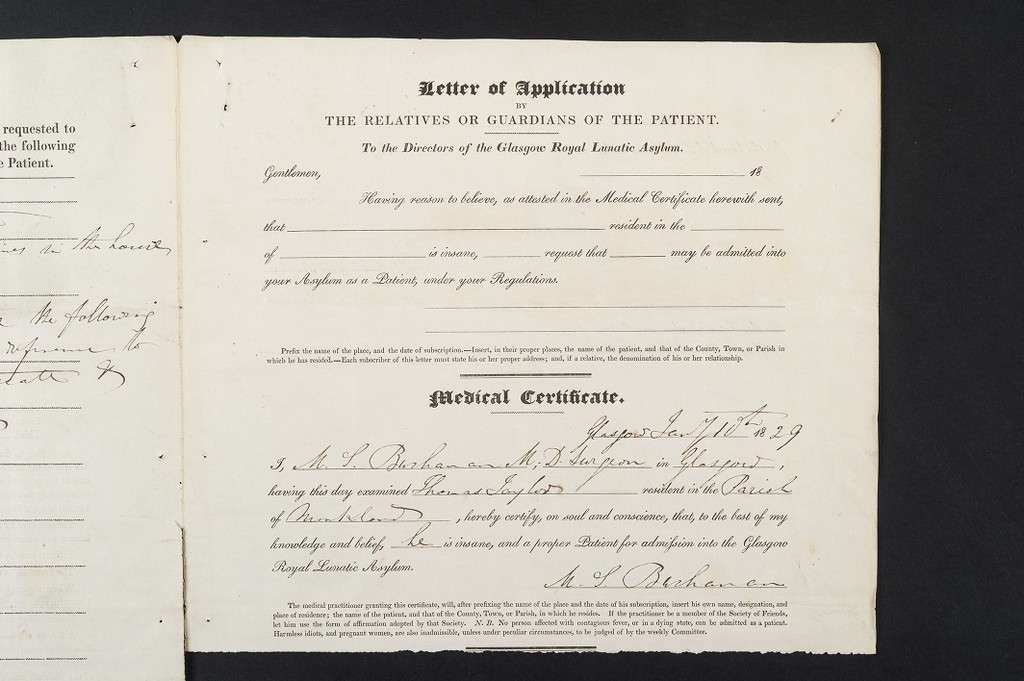 requested to
the following
Patient.
in the house
the following
to
Letter of Application
BY
THE RELATIVES OR GUARDIANS OF THE PATIENT.
To the Directors of the Glasgow Royal Lunatic Asylum.
Gentlemen, 18
Having reason to believe, as attested in the Medical Certificate herewith sent,
that resident in the
of is insane, request that may be admitted into
your Asylum as a Patient, under your Regulations.
Prefix the name of the place, and the date of subscription.—Insert, in their proper places, the name of the patient, and that of the County, Town, or Parish in
which he has resided.—Each subscriber of this letter must state his or her proper address; and, if a relative, the denomination of his or her relationship.
Medical Certificate.
Glasgow Jany 10th 1829
I, M. S. Buchanan M. D. Surgeon in Glasgow,
having this day examined Thomas Taylor resident in the Parish
of Monkland, hereby certify, on soul and conscience, that, to the best of my
knowledge and belief, he is insane, and a proper Patient for admission into the Glasgow
Royal Lunatic Asylum.
M. S. Buchanan
The medical practitioner granting this certificate, will, after prefixing the name of the place and the date of his subscription, insert his own name, designation, and
place of residence; the name of the patient, and that of the County, Town, or Parish, in which he resides. If the practitioner be a member of the Society of Friends,
let him use the form of affirmation adopted by that Society. N. B. No person affected with contagious fever, or in a dying state, can be admitted as a patient.
Harmless idiots, and pregnant women, are also inadmissible, unless under peculiar circumstances, to be judged of by the weekly Committee.